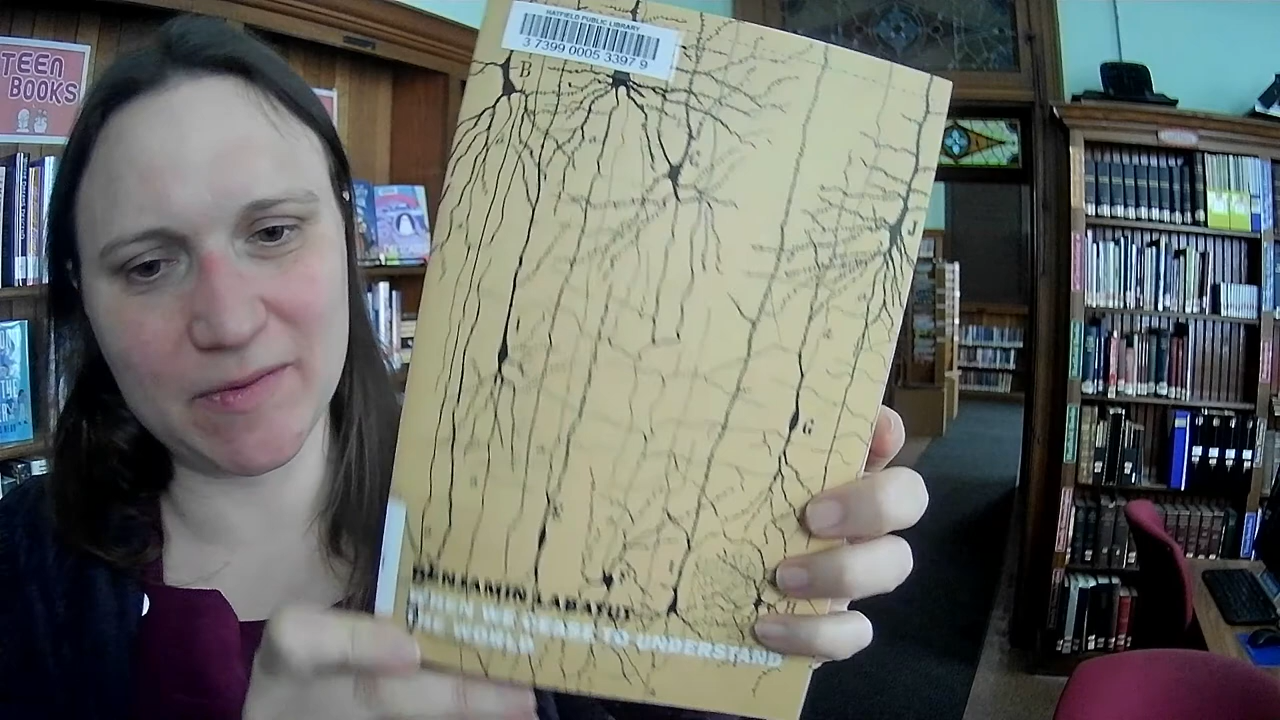 TEEN
BOOKS
HATFIELD PUBLIC LIBRARY
3 7399 0005 3397 9
B
G
BENJAMIN LABATUT
WHEN WE CEASE TO UNDERSTAND
THE WORLD